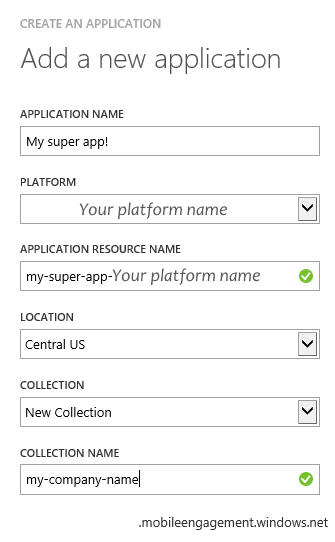 CREATE AN APPLICATION
Add a new application
APPLICATION NAME
My super app!
PLATFORM
Your platform name
APPLICATION RESOURCE NAME
my-super-app-Your platform name
LOCATION
Central US
COLLECTION
New Collection
COLLECTION NAME
my-company-name
.mobileengagement.windows.net